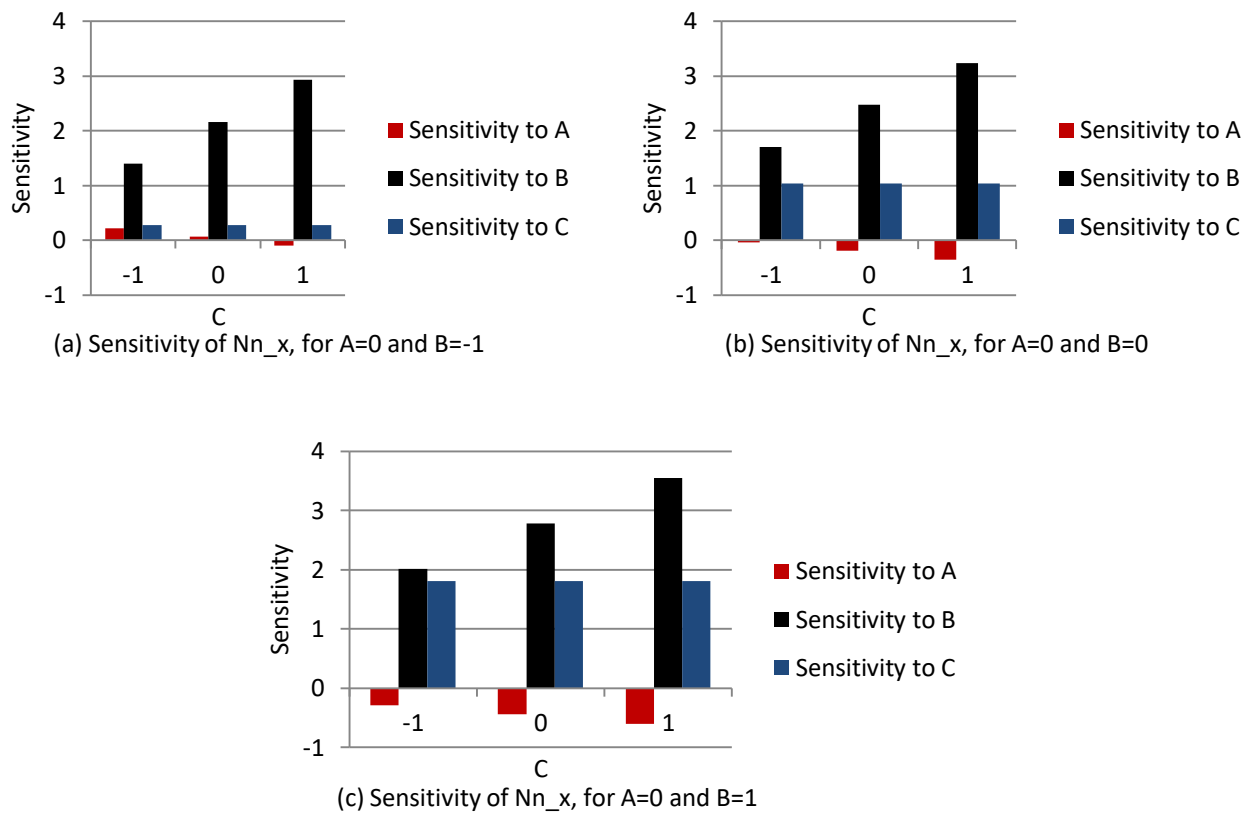 4
3
2
1
0
-1
Sensitivity
-1 0 1
C
Sensitivity to A
Sensitivity to B
Sensitivity to C
(a) Sensitivity of Nn_x, for A=0 and B=-1
4
3
2
1
0
-1
Sensitivity
-1 0 1
C
Sensitivity to A
Sensitivity to B
Sensitivity to C
(b) Sensitivity of Nn_x, for A=0 and B=0
4
3
2
1
0
-1
Sensitivity
-1 0 1
C
Sensitivity to A
Sensitivity to B
Sensitivity to C
(c) Sensitivity of Nn_x, for A=0 and B=1